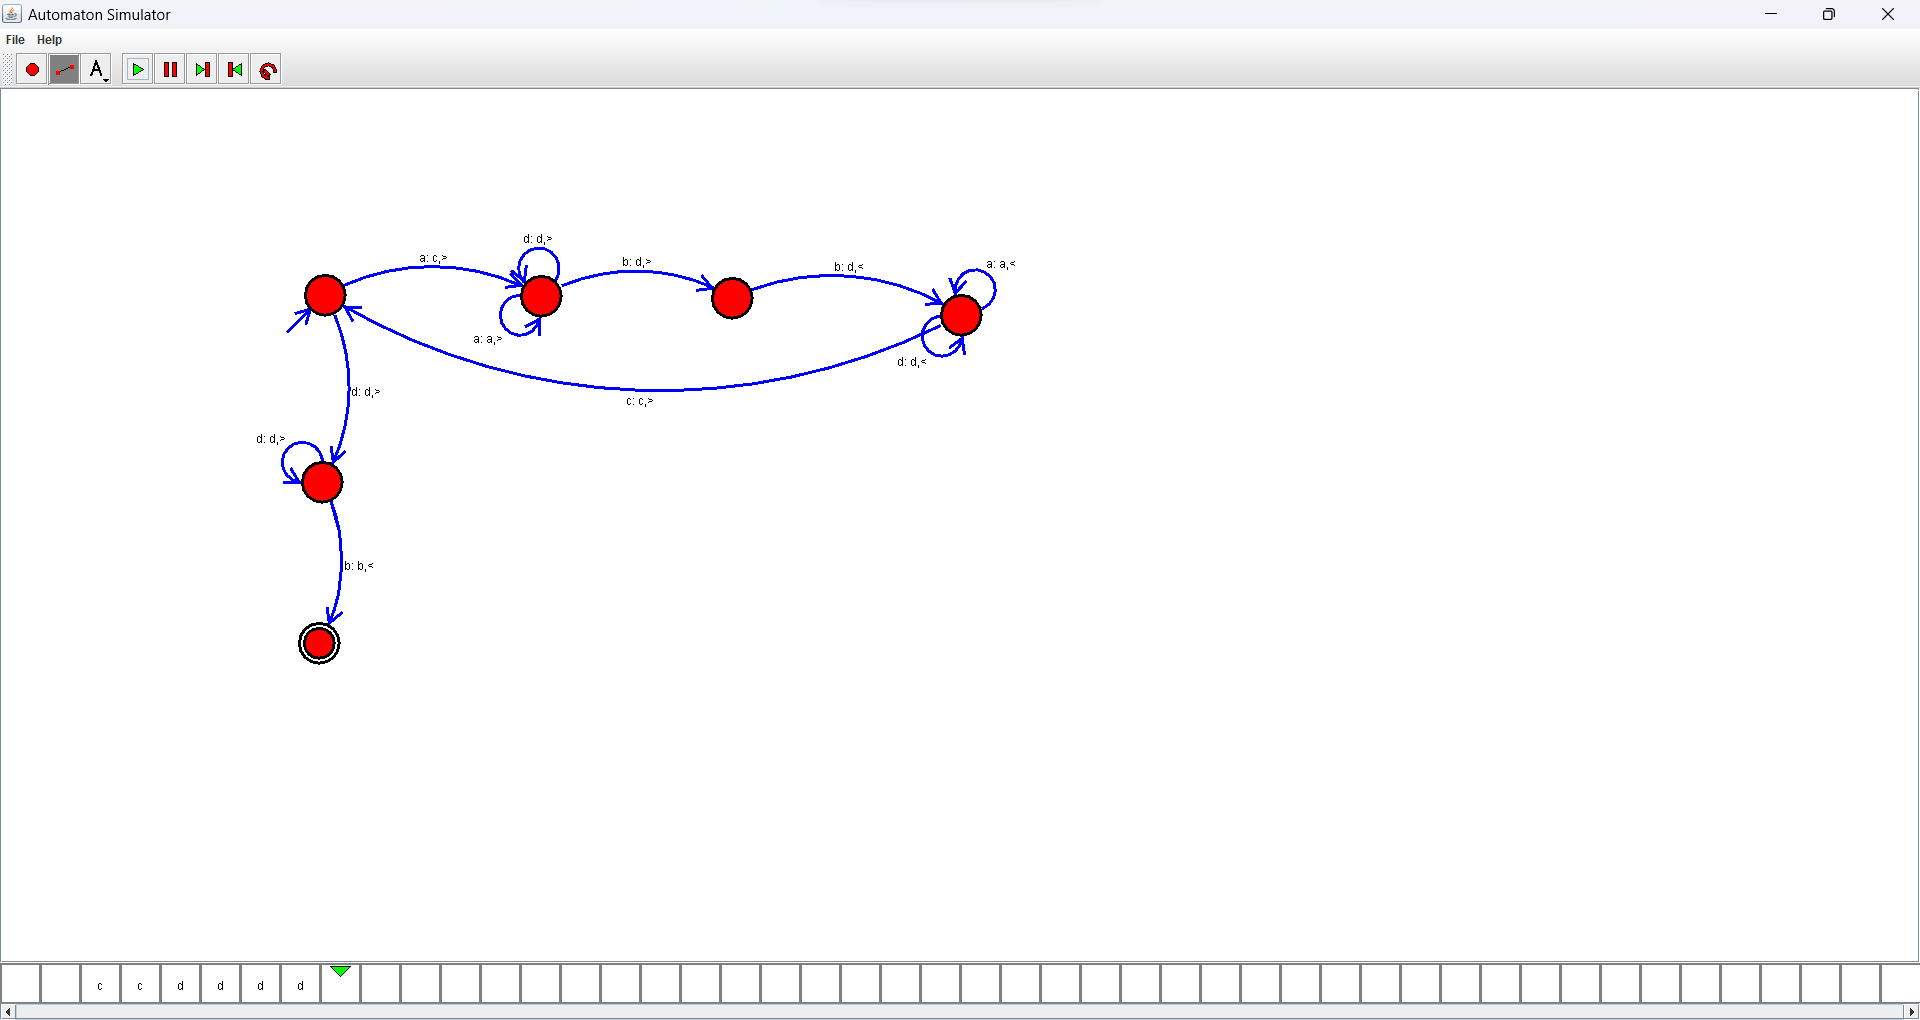 Automaton Simulator
File Help
A
d: d,>
a: c,>
b: d,>
b: d,<
a: a,<
a: a,>
d: d,<
d: d,>
c: c,>
d: d,>
b: b,<
c c d d d d